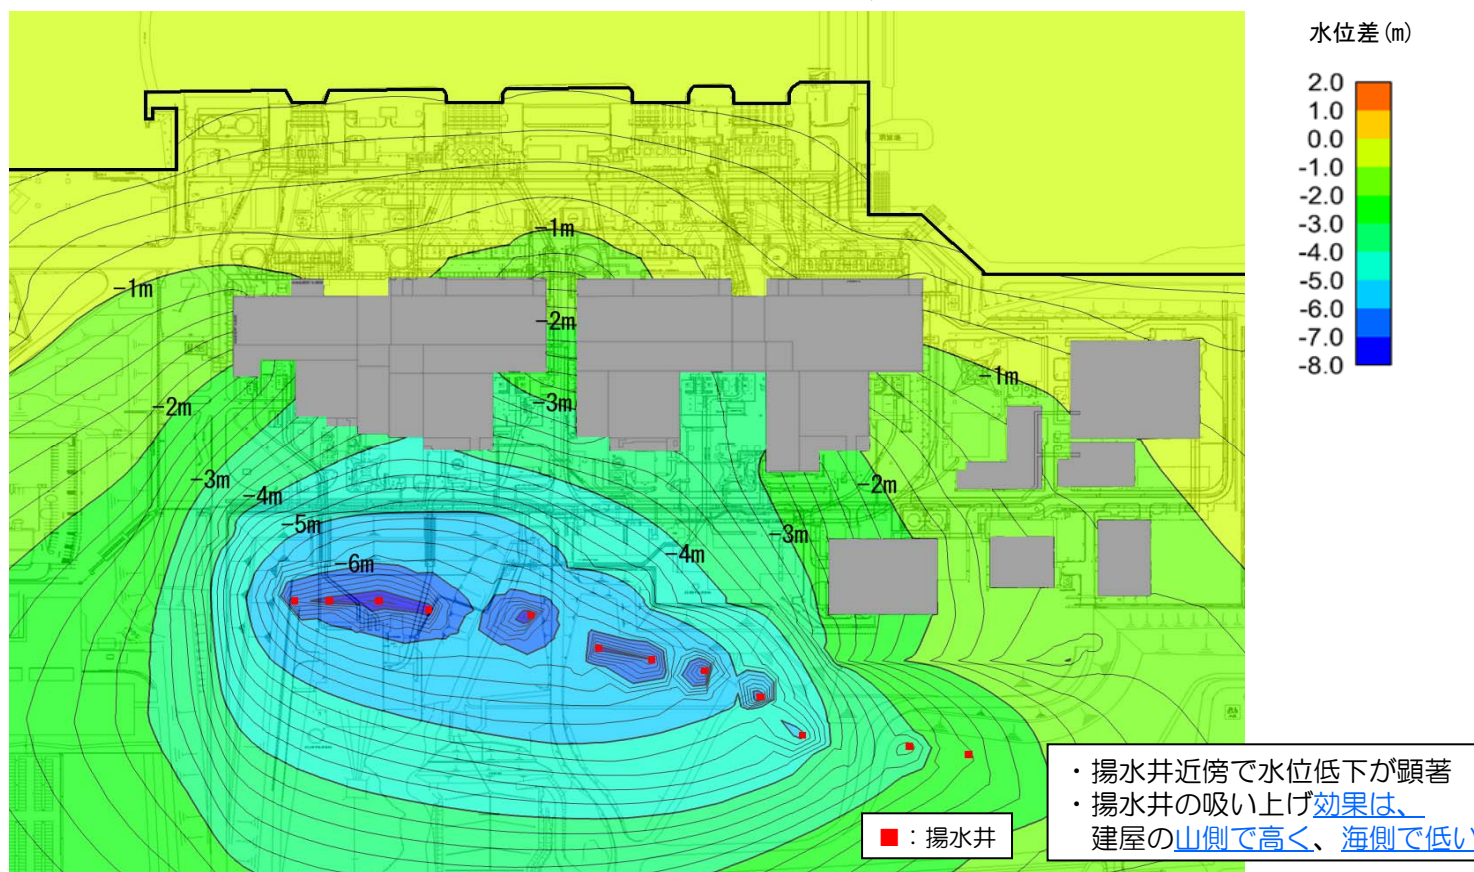 水位差(m)
2.0
1.0
0.0
-1.0
-2.0
-3.0
-4.0
-5.0
-6.0
-7.0
-8.0
-1m
-1m
-2m
-1m
-2m
-3m
-2m
-3m
-4m
-5m
-3m
-4m
-6m
■：揚水井
・揚水井近傍で水位低下が顕著
・揚水井の吸い上げ効果は、
建屋の山側で高く、海側で低い